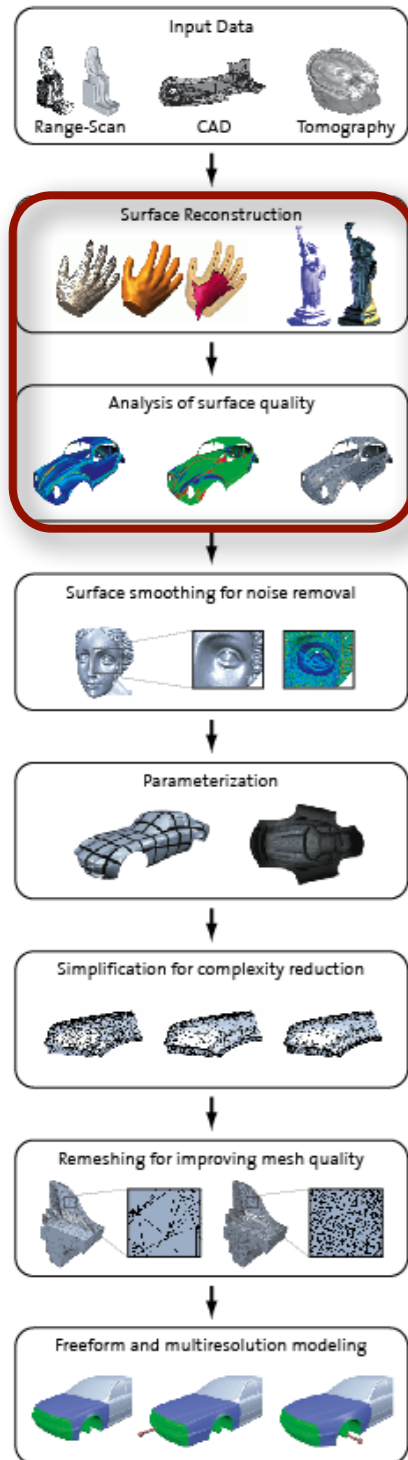 Input Data
Range-Scan CAD Tomography
Surface Reconstruction
Analysis of surface quality
Surface smoothing for noise removal
Parameterization
Simplification for complexity reduction
Remeshing for improving mesh quality
Freeform and multiresolution modeling